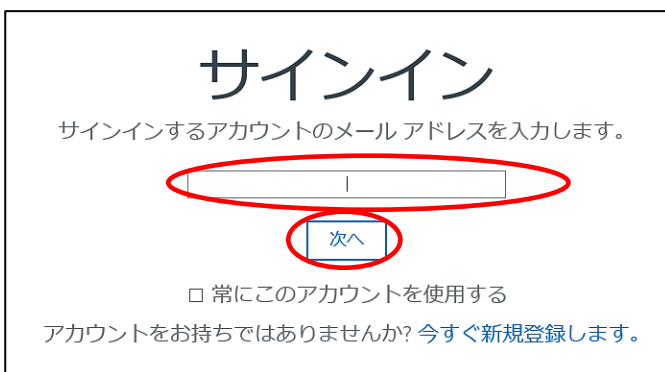 サインイン
サインインするアカウントのメール アドレスを入力します。
次へ
常にこのアカウントを使用する
アカウントをお持ちではありませんか? 今すぐ新規登録します。